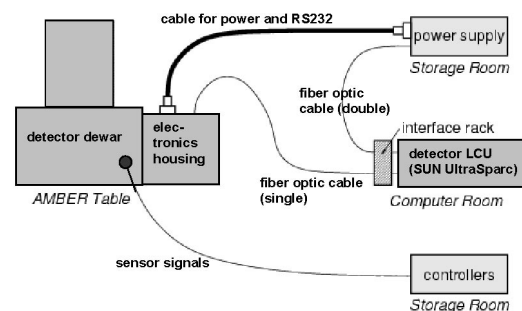 cable for power and RS232
power supply
Storage Room
fiber optic
cable (double)
detector dewar
elec-
tronics
housing
interface rack
detector LCU
(SUN UltraSparc)
AMBER Table
fiber optic cable
(single)
Computer Room
sensor signals
controllers
Storage Room